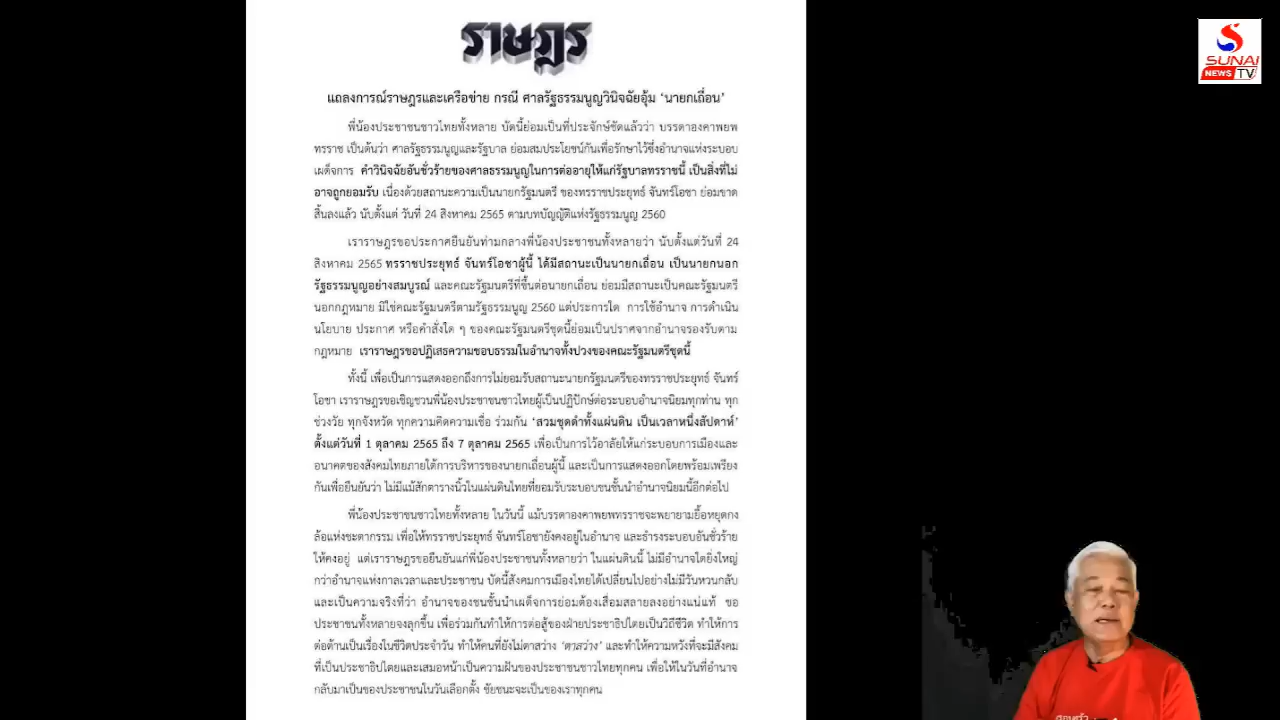 ราษฎร
แถลงการณ์ราษฎรและเครือข่าย กรณี ศาลรัฐธรรมนูญวินิจฉัยอุ้ม ‘นายกเถื่อน’
พี่น้องประชาชนชาวไทยทั้งหลาย บัดนี้ย่อมเป็นที่ประจักษ์ชัดแล้วว่า บรรดาองคาพยพ
ทรราช เป็นต้นว่า ศาลรัฐธรรมนูญและรัฐบาล ย่อมสมประโยชน์กันเพื่อรักษาไว้ซึ่งอำนาจแห่งระบอบ
เผด็จการ คำวินิจฉัยอันชั่วร้ายของศาลธรรมนูญในการต่ออายุให้แก่รัฐบาลทรราชนี้ เป็นสิ่งที่ไม่
อาจถูกยอมรับ เนื่องด้วยสถานะความเป็นนายกรัฐมนตรี ของทรราชประยุทธ์ จันทร์โอชา ย่อมขาด
สิ้นลงแล้ว นับตั้งแต่ วันที่ 24 สิงหาคม 2565 ตามบทบัญญัติแห่งรัฐธรรมนูญ 2560
เราราษฎรขอประกาศยืนยันท่ามกลางพี่น้องประชาชนทั้งหลายว่า นับตั้งแต่วันที่ 24
สิงหาคม 2565 ทรราชประยุทธ์ จันทร์โอชาผู้นี้ ได้มีสถานะเป็นนายกเถื่อน เป็นนายกนอก
รัฐธรรมนูญอย่างสมบูรณ์ และคณะรัฐมนตรีที่ขึ้นต่อนายกเถื่อน ย่อมมีสถานะเป็นคณะรัฐมนตรี
นอกกฎหมาย มิใช่คณะรัฐมนตรีตามรัฐธรรมนูญ 2560 แต่ประการใด การใช้อำนาจ การดำเนิน
นโยบาย ประกาศ หรือคำสั่งใด ๆ ของคณะรัฐมนตรีชุดนี้ย่อมเป็นปราศจากอำนาจรองรับตาม
กฎหมาย เราราษฎรขอปฏิเสธความชอบธรรมในอำนาจทั้งปวงของคณะรัฐมนตรีชุดนี้
ทั้งนี้ เพื่อเป็นการแสดงออกถึงการไม่ยอมรับสถานะนายกรัฐมนตรีของทรราชประยุทธ์ จันทร์
โอชา เราราษฎรขอเชิญชวนพี่น้องประชาชนชาวไทยผู้เป็นปฏิปักษ์ต่อระบอบอำนาจนิยมทุกท่าน ทุก
ช่วงวัย ทุกจังหวัด ทุกความคิดความเชื่อ ร่วมกัน ‘สวมชุดดำทั้งแผ่นดิน เป็นเวลาหนึ่งสัปดาห์’
ตั้งแต่วันที่ 1 ตุลาคม 2565 ถึง 7 ตุลาคม 2565 เพื่อเป็นการไว้อาลัยให้แก่ระบอบการเมืองและ
อนาคตของสังคมไทยภายใต้การบริหารของนายกเถื่อนผู้นี้ และเป็นการแสดงออกโดยพร้อมเพรียง
กันเพื่อยืนยันว่า ไม่มีแม้สักตารางนิ้วในแผ่นดินไทยที่ยอมรับระบอบชนชั้นนำอำนาจนิยมนี้อีกต่อไป
พี่น้องประชาชนชาวไทยทั้งหลาย ในวันนี้ แม้บรรดาองคาพยพทรราชจะพยายามยื้อหยุดกง
ล้อแห่งชะตากรรม เพื่อให้ทรราชประยุทธ์ จันทร์โอชายังคงอยู่ในอำนาจ และธำรงระบอบอันชั่วร้าย
ให้คงอยู่ แต่เราราษฎรขอยืนยันแก่พี่น้องประชาชนทั้งหลายว่า ในแผ่นดินนี้ ไม่มีอำนาจใดยิ่งใหญ่
กว่าอำนาจแห่งกาลเวลาและประชาชน บัดนี้สังคมการเมืองไทยได้เปลี่ยนไปอย่างไม่มีวันหวนกลับ
และเป็นความจริงที่ว่า อำนาจของชนชั้นนำเผด็จการย่อมต้องเสื่อมสลายลงอย่างแน่แท้ ขอ
ประชาชนทั้งหลายจงลุกขึ้น เพื่อร่วมกันทำให้การต่อสู้ของฝ่ายประชาธิปไตยเป็นวิถีชีวิต ทำให้การ
ต่อต้านเป็นเรื่องในชีวิตประจำวัน ทำให้คนที่ยังไม่ตาสว่าง ‘ตาสว่าง’ และทำให้ความหวังที่จะมีสังคม
ที่เป็นประชาธิปไตยและเสมอหน้าเป็นความฝันของประชาชนชาวไทยทุกคน เพื่อให้ในวันที่อำนาจ
กลับมาเป็นของประชาชนในวันเลือกตั้ง ชัยชนะจะเป็นของเราทุกคน
SUNAI
NEWS TV